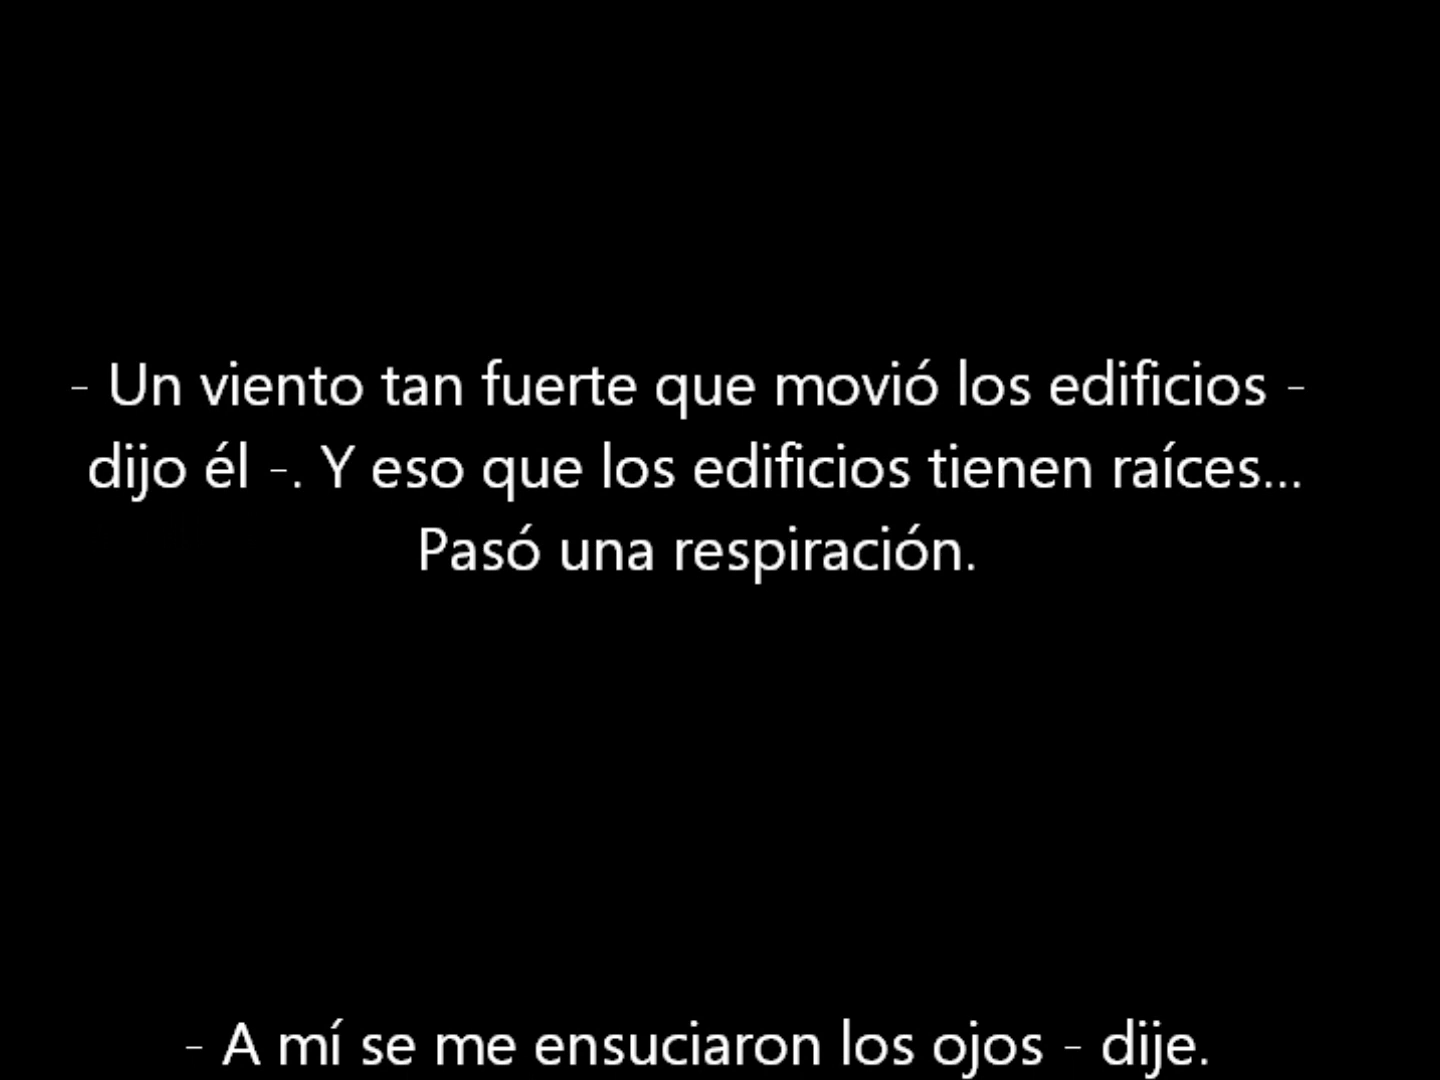 - Un viento tan fuerte que movió los edificios -
dijo él -. Y eso que los edificios tienen raíces...
Pasó una respiración.
- A mí se me ensuciaron los ojos - dije.